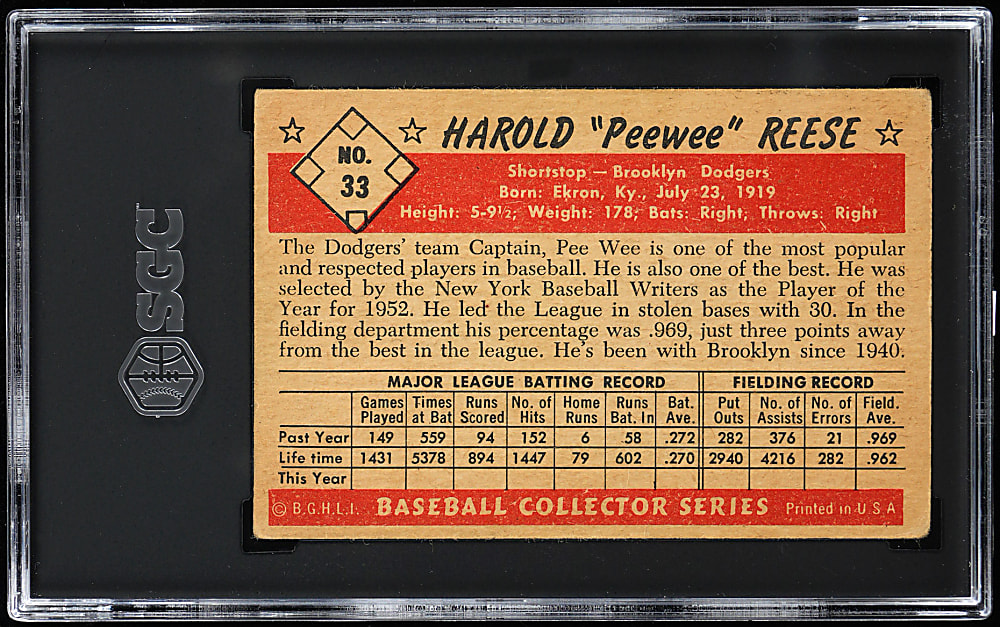 SGC
HAROLD "Peewee" REESE
NO.
33
Shortstop — Brooklyn Dodgers
Born: Ekron, Ky., July 23, 1919
Height: 5-9½; Weight: 178; Bats: Right; Throws: Right
The Dodgers' team Captain, Pee Wee is one of the most popular
and respected players in baseball. He is also one of the best. He was
selected by the New York Baseball Writers as the Player of the
Year for 1952. He led the League in stolen bases with 30. In the
fielding department his percentage was .969, just three points away
from the best in the league. He's been with Brooklyn since 1940.
MAJOR LEAGUE BATTING RECORD FIELDING RECORD
Games Times Runs No. of Home Runs Bat. Put No. of No. of Field.
Played at Bat Scored Hits Runs Bat. In Ave. Outs Assists Errors Ave.
Past Year 149 559 94 152 6 58 .272 282 376 21 .969
Life time 1431 5378 894 1447 79 602 .270 2940 4216 282 .962
This Year
© B.G.H.L.I. BASEBALL COLLECTOR SERIES Printed in U S A